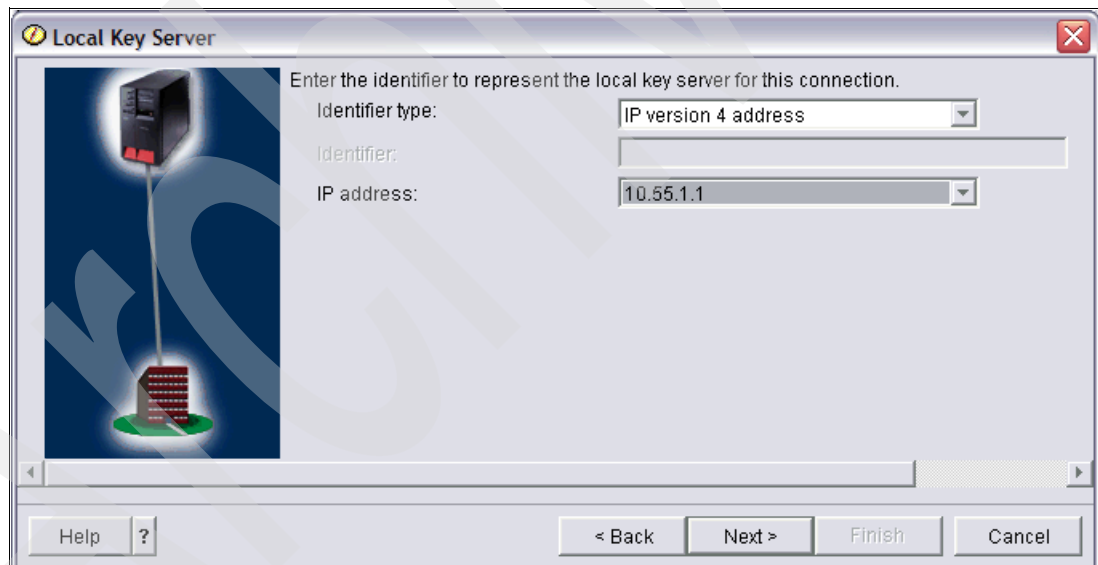 Local Key Server
Enter the identifier to represent the local key server for this connection.
Identifier type: IP version 4 address
Identifier:
IP address: 10.55.1.1
Help ? < Back Next > Finish Cancel